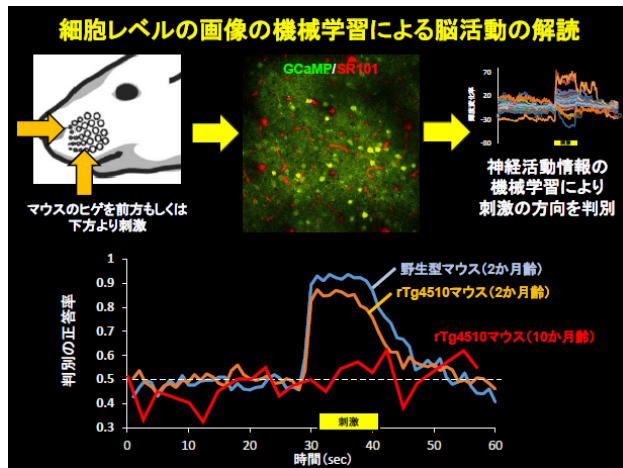 細胞レベルの画像の機械学習による脳活動の解読
GCaMP/SR101
70
20
-30
-80
刺激
マウスのヒゲを前方もしくは
下方より刺激
神経活動情報の
機械学習により
刺激の方向を判別
判別の正答率
1
0.9
0.8
0.7
0.6
0.5
0.4
0.3
野生型マウス(2か月齢)
rTg4510マウス(2か月齢)
rTg4510マウス(10か月齢)
刺激
0
10
20
30
40
50
60
時間(sec)